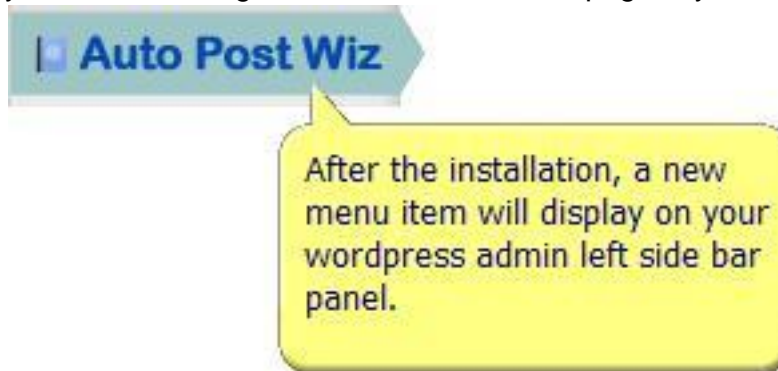 Auto Post Wiz
After the installation, a new
menu item will display on your
wordpress admin left side bar
panel.